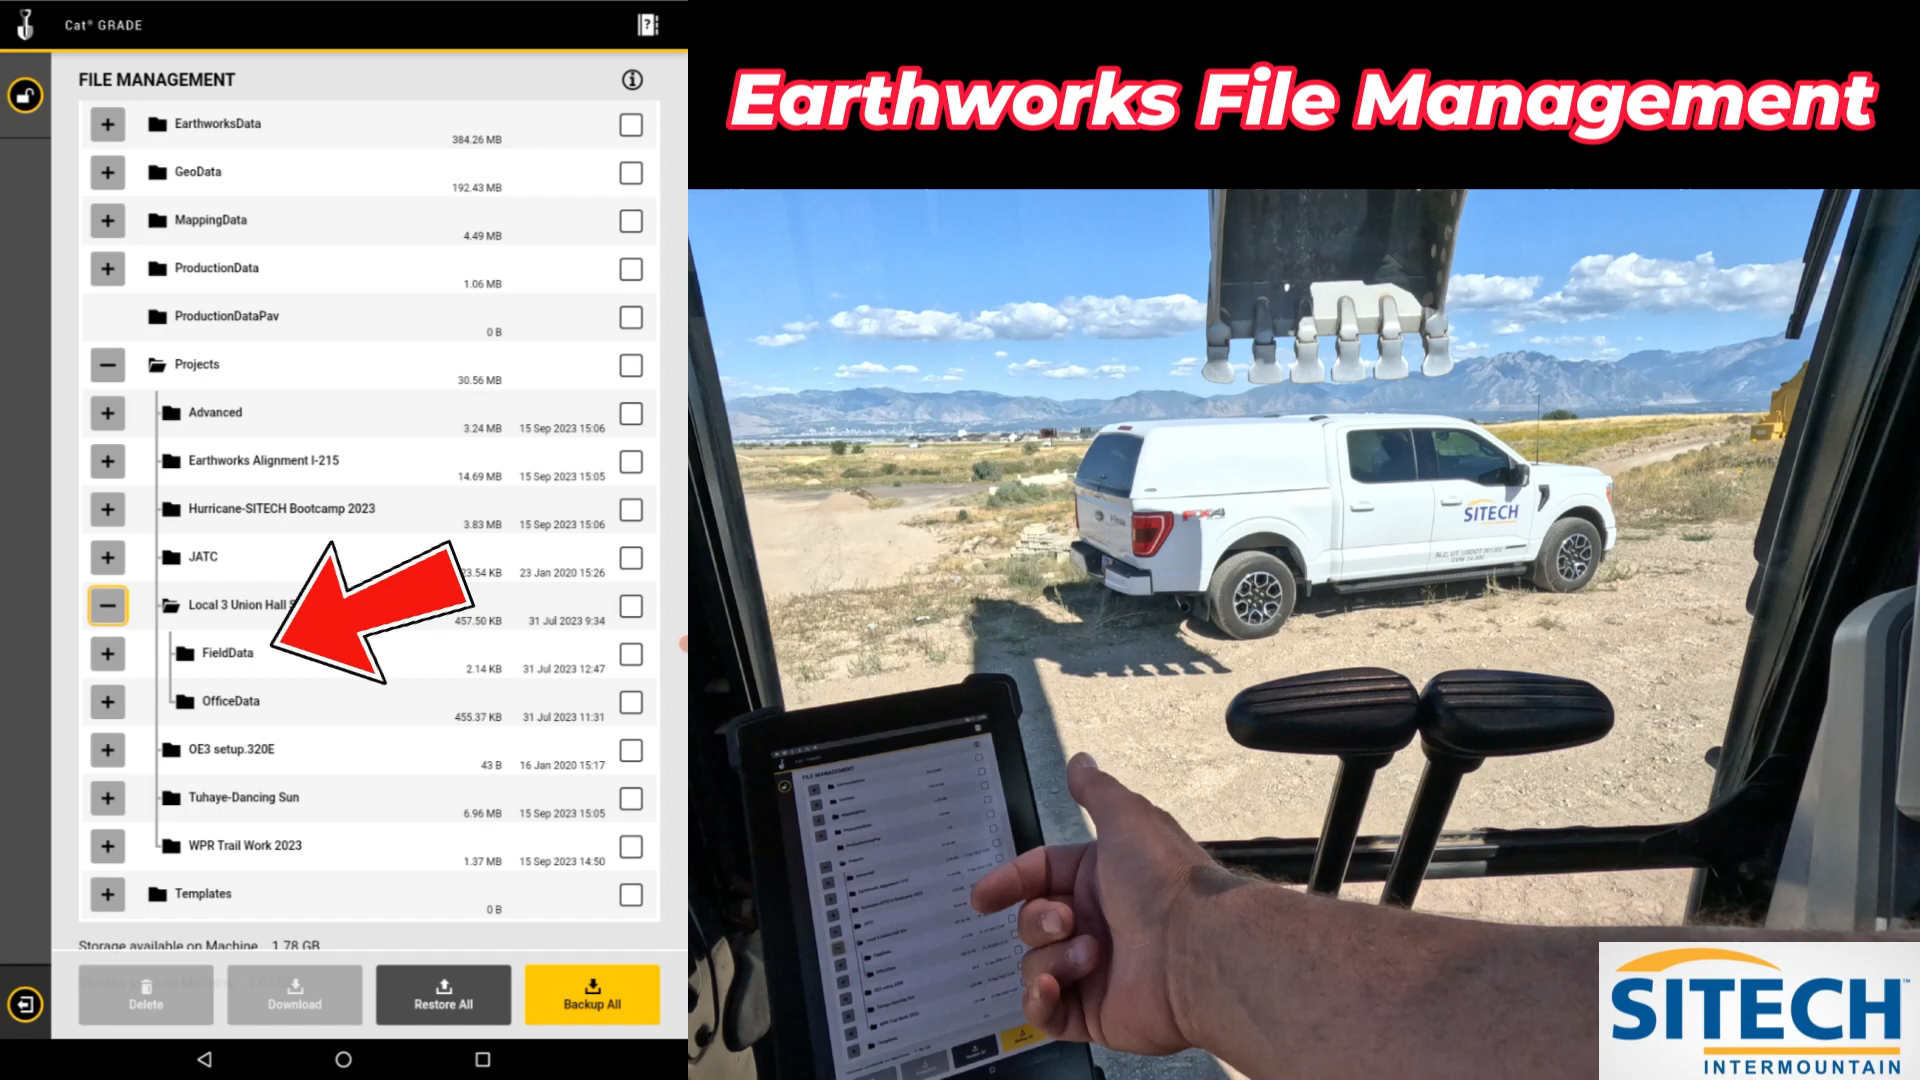 Cat® GRADE
FILE MANAGEMENT
EarthworksData
384.26 MB
GeoData
192.43 MB
MappingData
4.49 MB
ProductionData
1.06 MB
ProductionDataPav
0 B
Projects
30.56 MB
Advanced
3.24 MB 15 Sep 2023 15:06
Earthworks Alignment I-215
14.69 MB 15 Sep 2023 15:05
Hurricane-SITECH Bootcamp 2023
3.83 MB 15 Sep 2023 15:06
JATC
23.54 KB 23 Jan 2020 15:26
Local 3 Union Hall
457.50 KB 31 Jul 2023 9:34
FieldData
2.14 KB 31 Jul 2023 12:47
OfficeData
455.37 KB 31 Jul 2023 11:31
OE3 setup.320E
43 B 16 Jan 2020 15:17
Tuhaye-Dancing Sun
6.96 MB 15 Sep 2023 15:05
WPR Trail Work 2023
1.37 MB 15 Sep 2023 14:50
Templates
0 B
Storage available on Machine 1.78 GB
Delete
Download
Restore All
Backup All
Earthworks File Management
FX4
SITECH
FILE MANAGEMENT
SITECH™
INTERMOUNTAIN